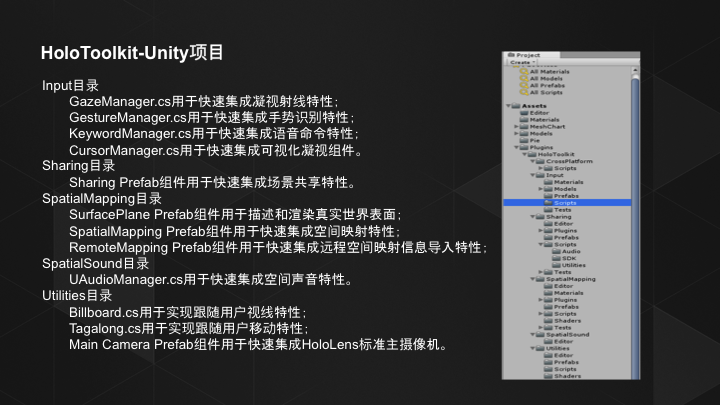 HoloToolkit-Unity项目
Input目录
GazeManager.cs用于快速集成凝视射线特性；
GestureManager.cs用于快速集成手势识别特性；
KeywordManager.cs用于快速集成语音命令特性；
CursorManager.cs用于快速集成可视化凝视组件。
Sharing目录
Sharing Prefab组件用于快速集成场景共享特性。
SpatialMapping目录
SurfacePlane Prefab组件用于描述和渲染真实世界表面；
SpatialMapping Prefab组件用于快速集成空间映射特性；
RemoteMapping Prefab组件用于快速集成远程空间映射信息导入特性；
SpatialSound目录
UAudioManager.cs用于快速集成空间声音特性。
Utilities目录
Billboard.cs用于实现跟随用户视线特性；
Tagalong.cs用于实现跟随用户移动特性；
Main Camera Prefab组件用于快速集成HoloLens标准主摄像机。
Project
Create
All Materials
All Models
All Prefabs
All Scripts
Assets
Editor
Materials
MeshChart
Models
Pie
Plugins
HoloToolkit
CrossPlatform
Scripts
Input
Materials
Models
Prefabs
Scripts
Tests
Sharing
Editor
Plugins
Prefabs
Scripts
Audio
SDK
Utilities
Tests
SpatialMapping
Editor
Materials
Plugins
Prefabs
Scripts
Shaders
Tests
SpatialSound
Editor
Utilities
Editor
Prefabs
Scripts
Shaders